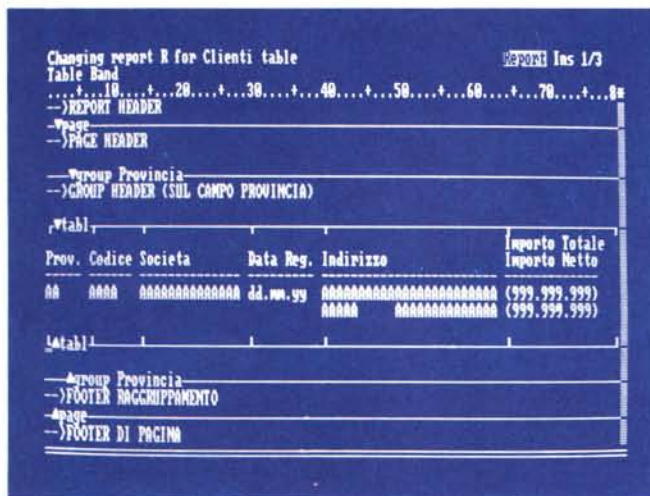 Changing report R for Clienti table Report Ins 1/3
Table Band
....+...10....+...20....+...30....+...40....+...50....+...60....+...70....+...8*
-->REPORT HEADER
▼page
-->PAGE HEADER
▼group Provincia
-->GROUP HEADER (SUL CAMPO PROVINCIA)
▼tabl
Importo Totale
Prov. Codice Societa Data Reg. Indirizzo Importo Netto
AA AAAA AAAAAAAAAAAAAA dd.mm.yy AAAAAAAAAAAAAAAAAAAAAAAA (999.999.999)
AAAAA AAAAAAAAAAAAAA (999.999.999)
▲tabl
▲group Provincia
-->FOOTER RAGGRUPPAMENTO
▲page
-->FOOTER DI PAGINA